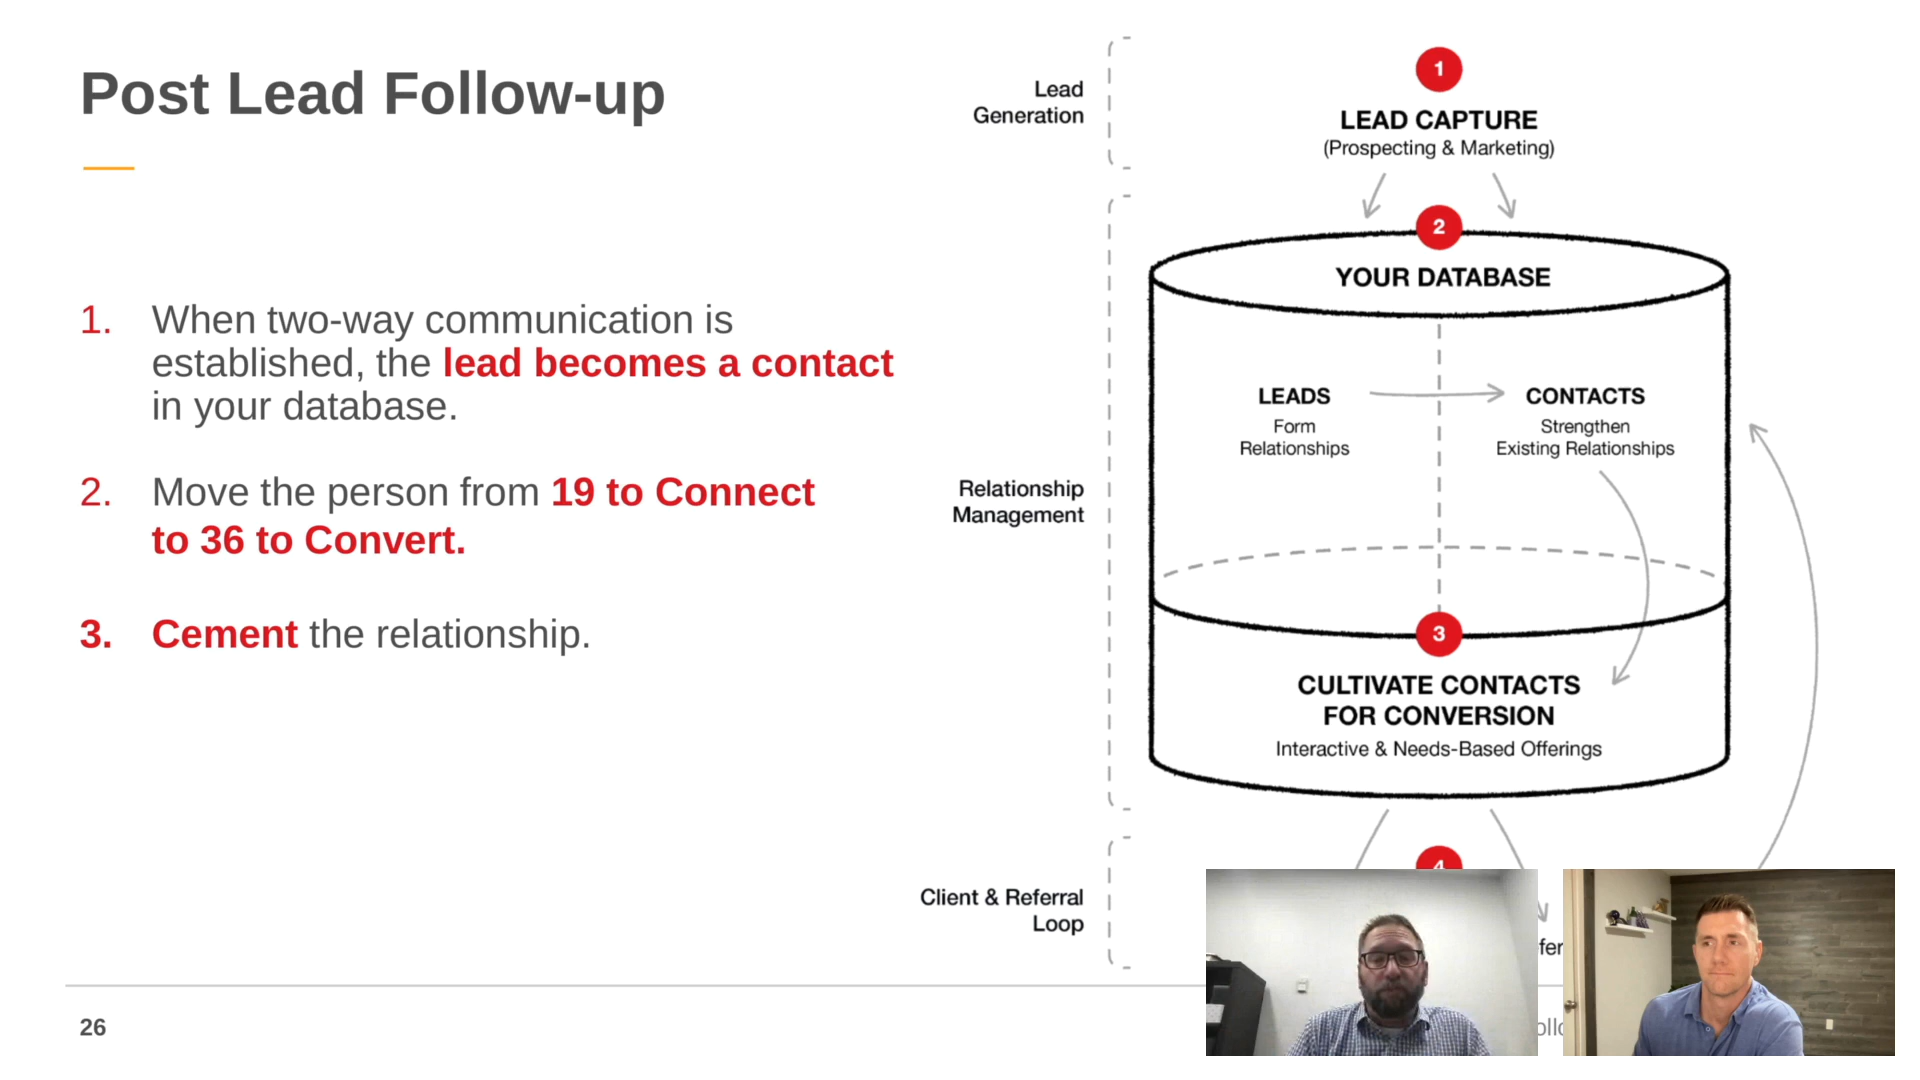 Post Lead Follow-up
1. When two-way communication is
established, the lead becomes a contact
in your database.
2. Move the person from 19 to Connect
to 36 to Convert.
3. Cement the relationship.
Lead
Generation
1
LEAD CAPTURE
(Prospecting & Marketing)
2
YOUR DATABASE
LEADS
Form
Relationships
CONTACTS
Strengthen
Existing Relationships
Relationship
Management
3
CULTIVATE CONTACTS
FOR CONVERSION
Interactive & Needs-Based Offerings
4
Client & Referral
Loop
26